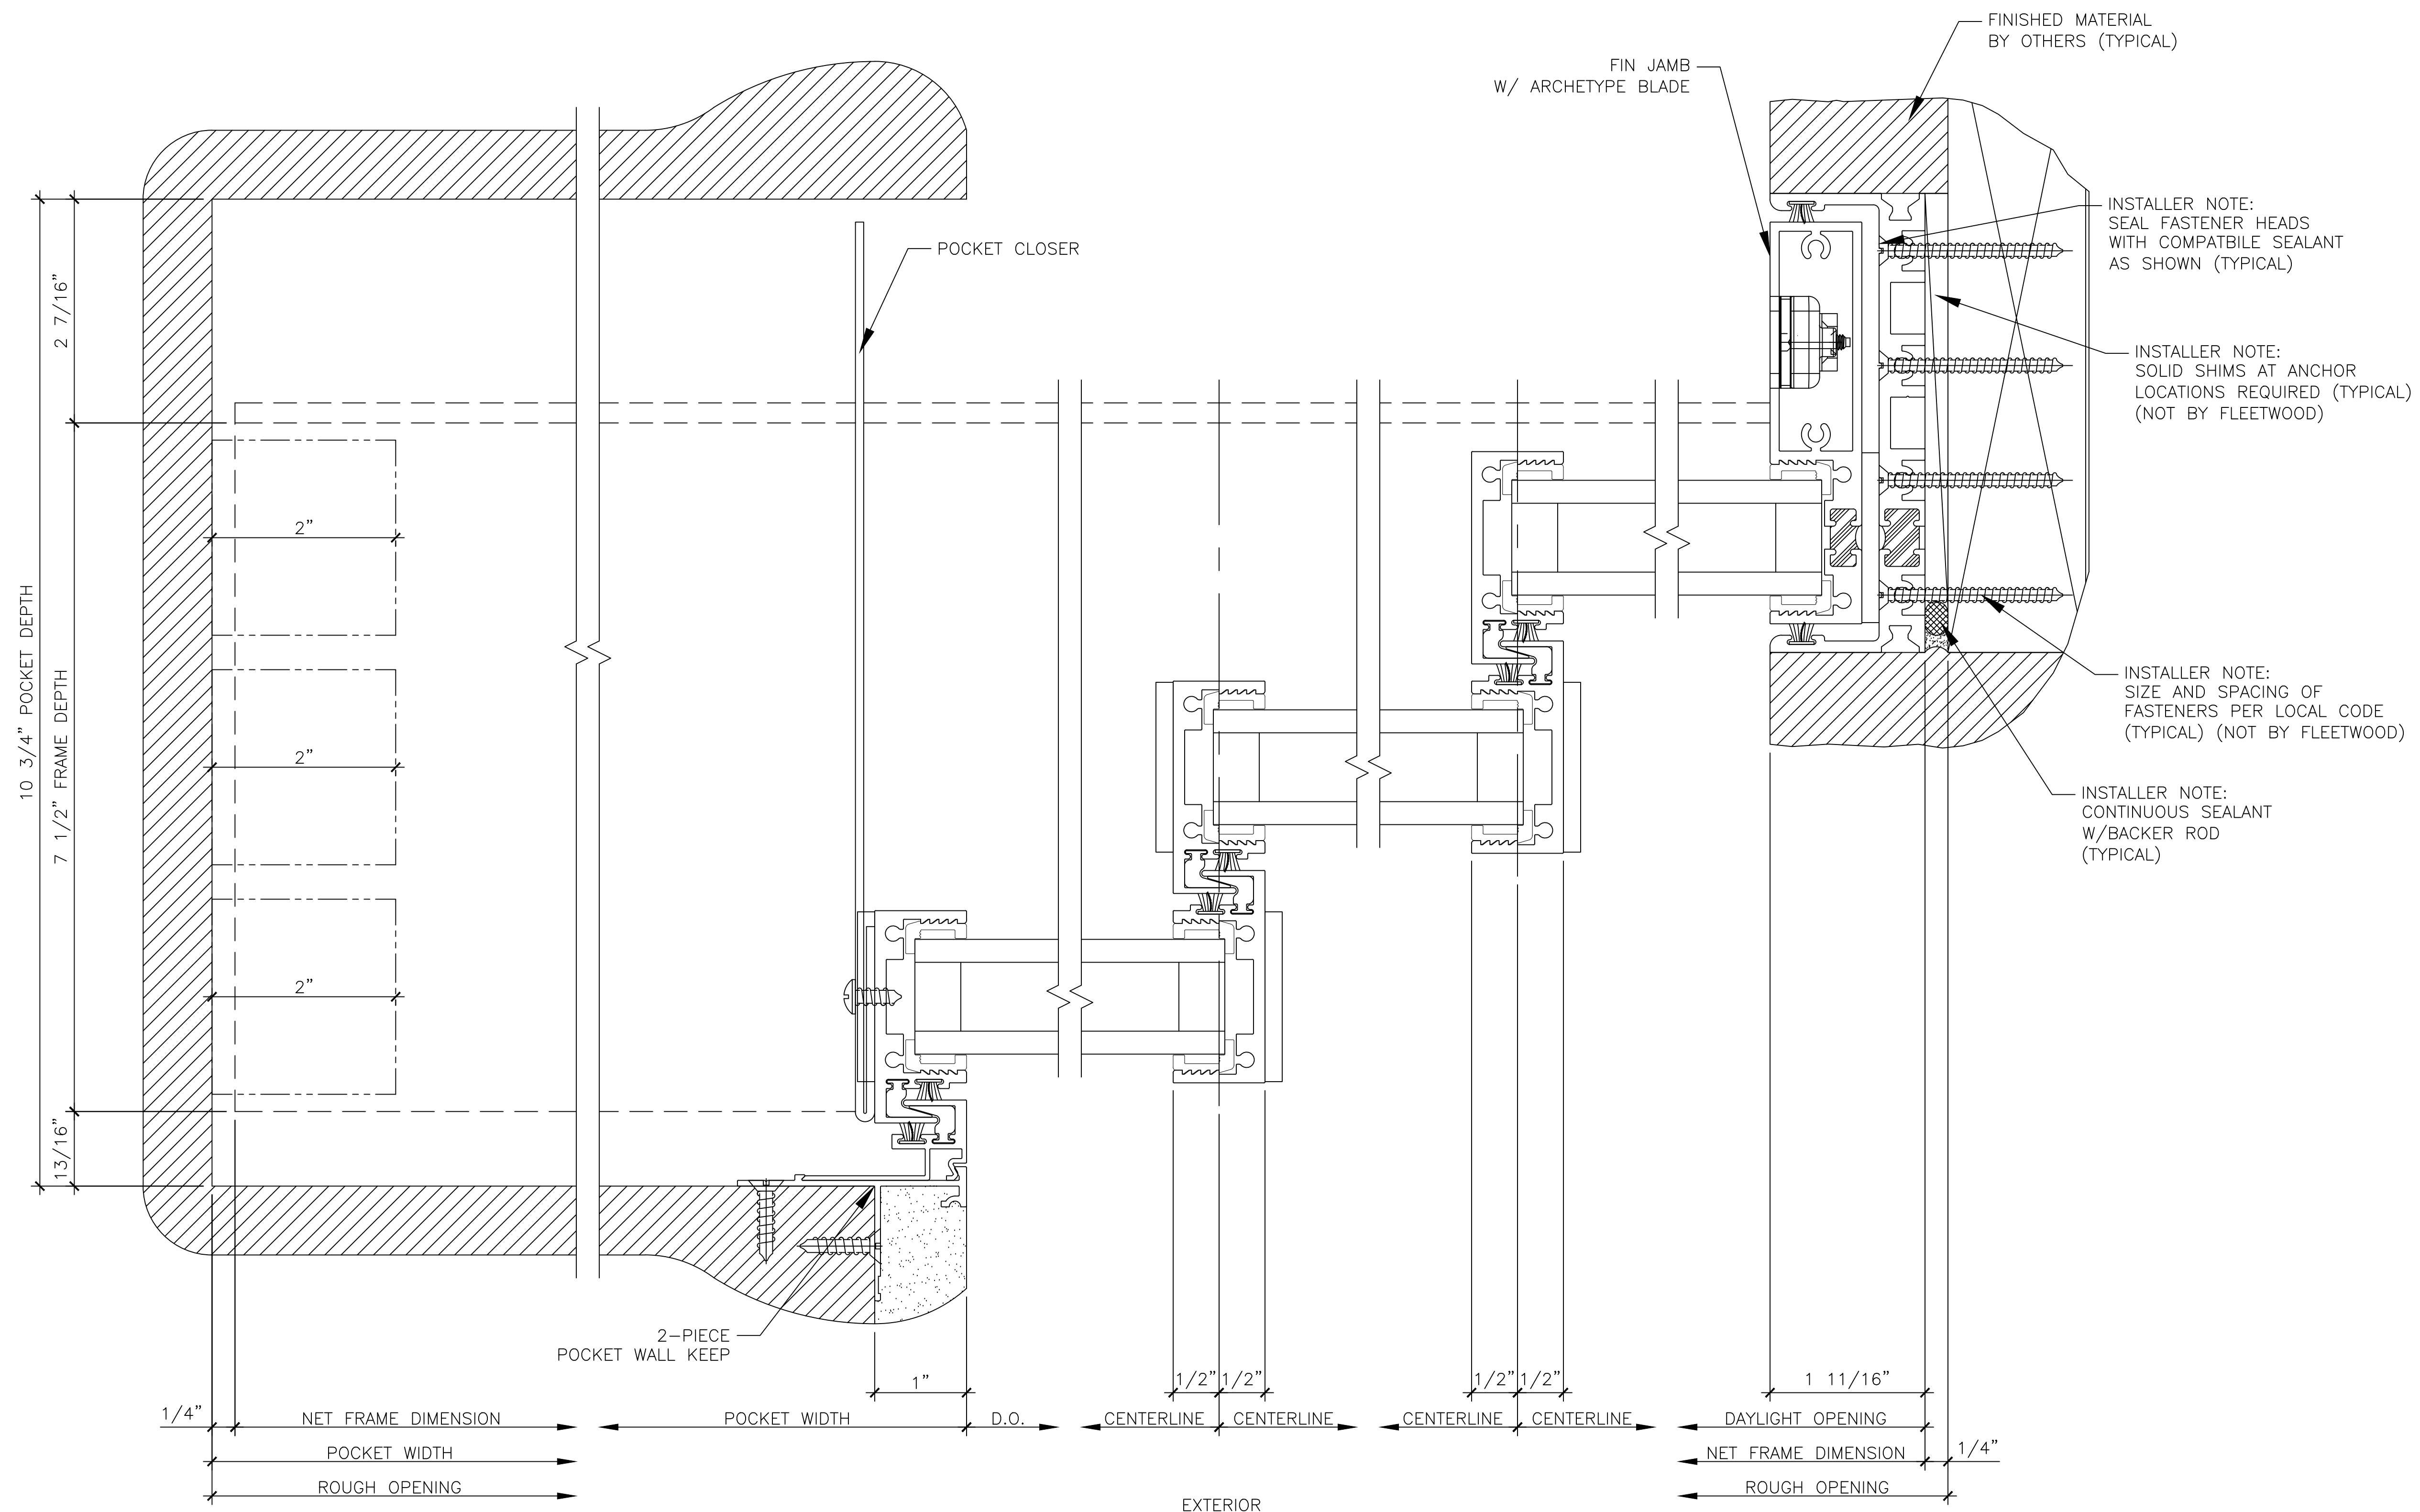 FINISHED MATERIAL
BY OTHERS (TYPICAL)
FIN JAMB
W/ ARCHETYPE BLADE
INSTALLER NOTE:
SEAL FASTENER HEADS
WITH COMPATBILE SEALANT
AS SHOWN (TYPICAL)
POCKET CLOSER
INSTALLER NOTE:
SOLID SHIMS AT ANCHOR
LOCATIONS REQUIRED (TYPICAL)
(NOT BY FLEETWOOD)
INSTALLER NOTE:
SIZE AND SPACING OF
FASTENERS PER LOCAL CODE
(TYPICAL) (NOT BY FLEETWOOD)
INSTALLER NOTE:
CONTINUOUS SEALANT
W/BACKER ROD
(TYPICAL)
10 3/4" POCKET DEPTH
2 7/16"
7 1/2" FRAME DEPTH
13/16"
2"
2"
2"
2-PIECE
POCKET WALL KEEP
1"
1/2"
1/2"
1/2"
1/2"
1 11/16"
1/4"
NET FRAME DIMENSION
POCKET WIDTH
D.O.
CENTERLINE
CENTERLINE
CENTERLINE
CENTERLINE
DAYLIGHT OPENING
POCKET WIDTH
NET FRAME DIMENSION
1/4"
ROUGH OPENING
ROUGH OPENING
EXTERIOR